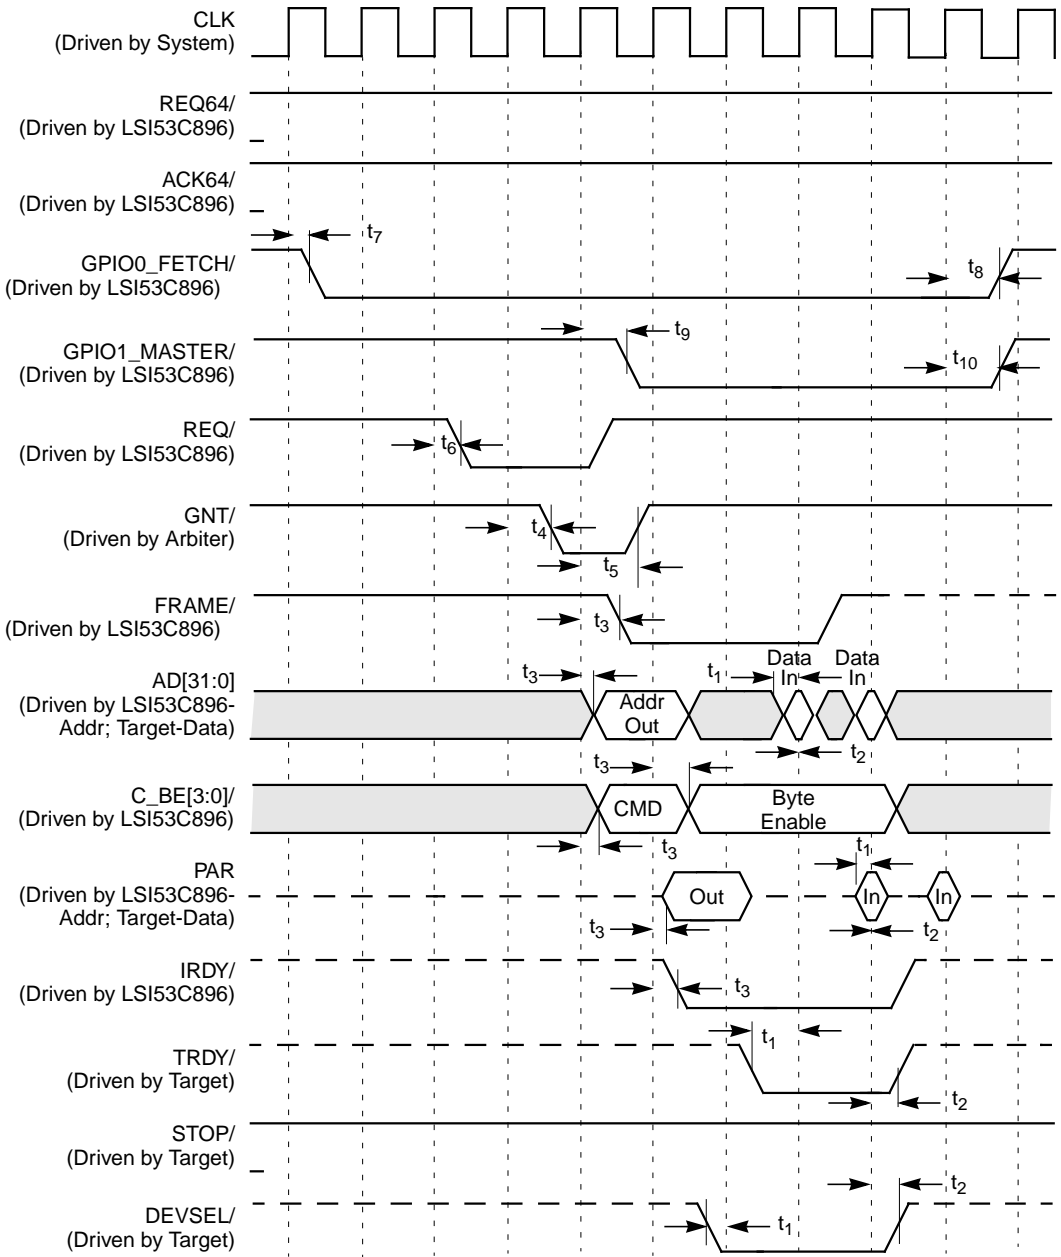 CLK
(Driven by System)
REQ64/
(Driven by LSI53C896)
ACK64/
(Driven by LSI53C896)
t7
GPIO0_FETCH/
(Driven by LSI53C896)
t8
t9
GPIO1_MASTER/
(Driven by LSI53C896)
t10
REQ/
(Driven by LSI53C896)
t6
GNT/
(Driven by Arbiter)
t4
t5
FRAME/
(Driven by LSI53C896)
t3
AD[31:0]
(Driven by LSI53C896-
Addr; Target-Data)
t3
Addr
Out
t1
Data
In
Data
In
t2
C_BE[3:0]/
(Driven by LSI53C896)
t3
CMD
Byte
Enable
t3
PAR
(Driven by LSI53C896-
Addr; Target-Data)
t1
Out
In
In
t3
t2
IRDY/
(Driven by LSI53C896)
t3
TRDY/
(Driven by Target)
t1
t2
STOP/
(Driven by Target)
DEVSEL/
(Driven by Target)
t2
t1